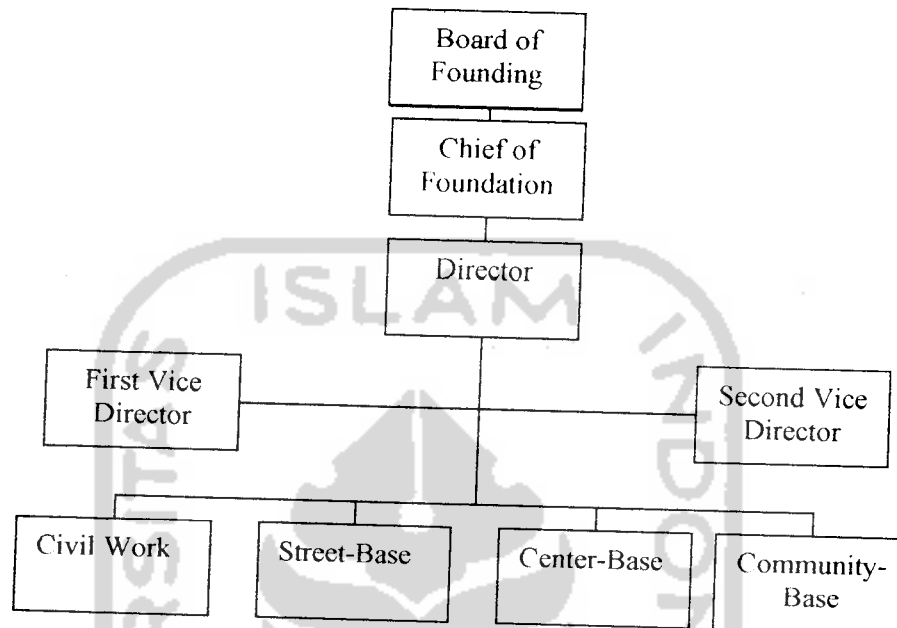 Board of
Founding
Chief of
Foundation
Director
ISLAM
First Vice
Director
Second Vice
Director
Civil Work
Street-Base
Center-Base
Community-
Base